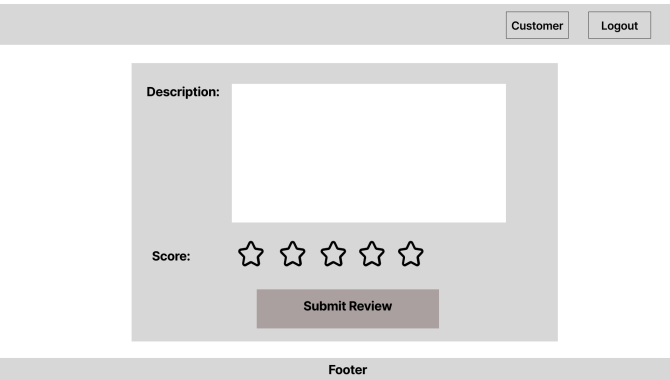 Customer Logout
Description:
Score:
Submit Review
Footer